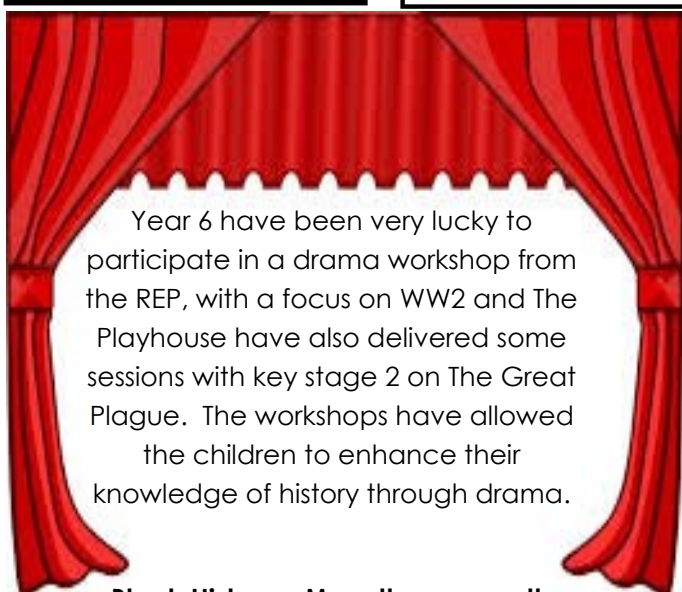 Year 6 have been very lucky to
participate in a drama workshop from
the REP, with a focus on WW2 and The
Playhouse have also delivered some
sessions with key stage 2 on The Great
Plague.  The workshops have allowed
the children to enhance their
knowledge of history through drama.